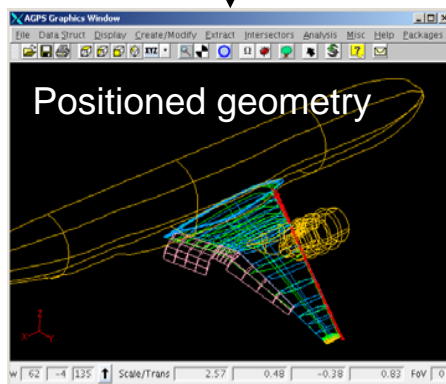 AGPS Graphics Window
File Data Struct Display Create/Modify Extract Intersectors Analysis Misc Help Packages
XYZ
Positioned geometry
Z
X Y
w 62 -4 135 Scale/Trans 2.57 0.48 -0.38 0.83 FoV 0